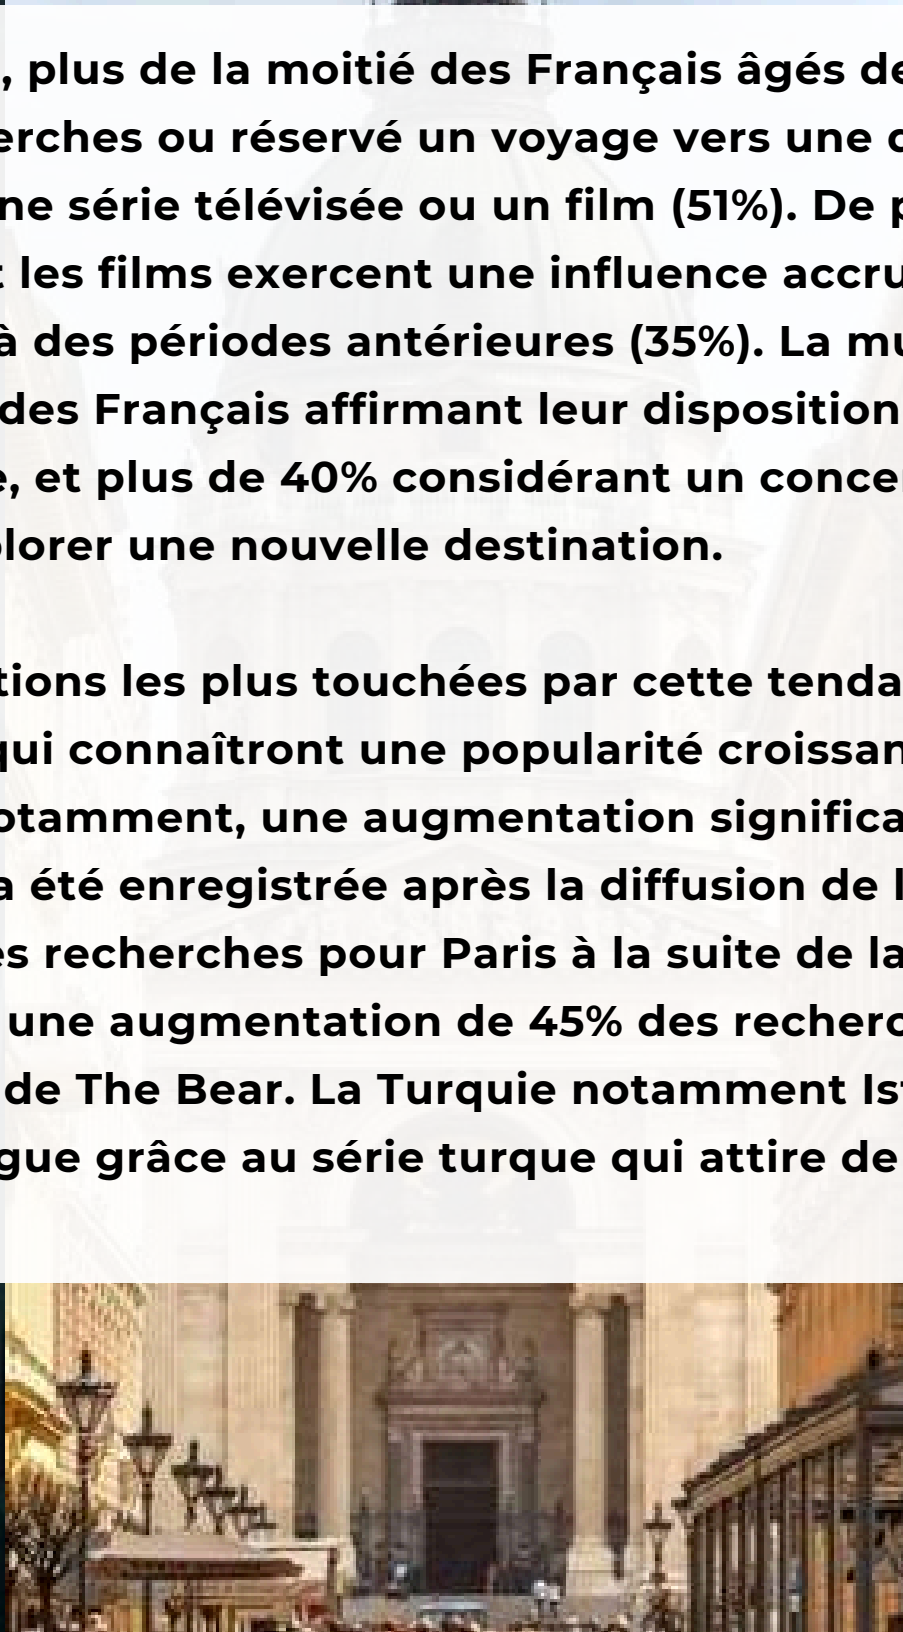 , plus de la moitié des Français âgés de
erches ou réservé un voyage vers une
ne série télévisée ou un film (51%). De
les films exercent une influence accru
à des périodes antérieures (35%). La mu
des Français affirmant leur disposition
e, et plus de 40% considérant un conce
plorer une nouvelle destination.
tions les plus touchées par cette tenda
qui connaîtront une popularité croissan
otamment, une augmentation significa
a été enregistrée après la diffusion de
es recherches pour Paris à la suite de la
une augmentation de 45% des recherc
de The Bear. La Turquie notamment Ist
gue grâce au série turque qui attire de